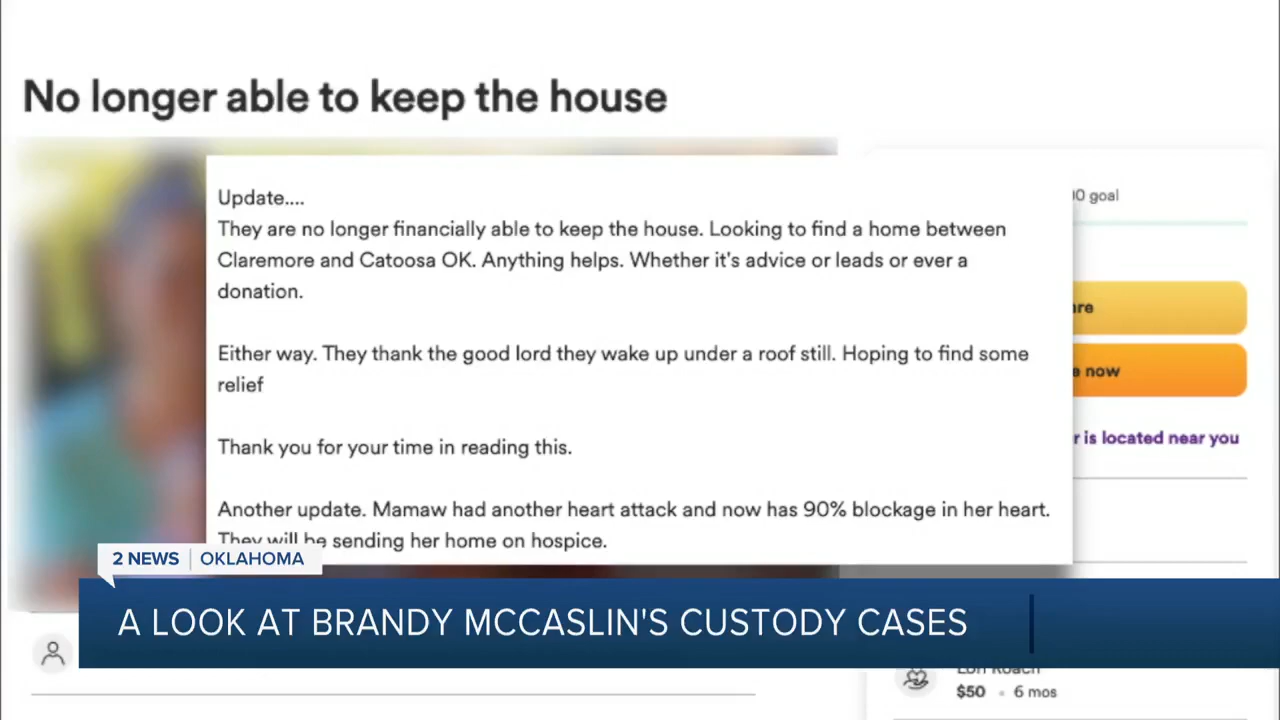 No longer able to keep the house
Update....
They are no longer financially able to keep the house. Looking to find a home between
Claremore and Catoosa OK. Anything helps. Whether it's advice or leads or ever a
donation.
Either way. They thank the good lord they wake up under a roof still. Hoping to find some
relief
Thank you for your time in reading this.
Another update. Mamaw had another heart attack and now has 90% blockage in her heart.
They will be sending her home on hospice.
goal
now
is located near you
2 NEWS OKLAHOMA
A LOOK AT BRANDY MCCASLIN'S CUSTODY CASES
Lori Roach
$50 • 6 mos